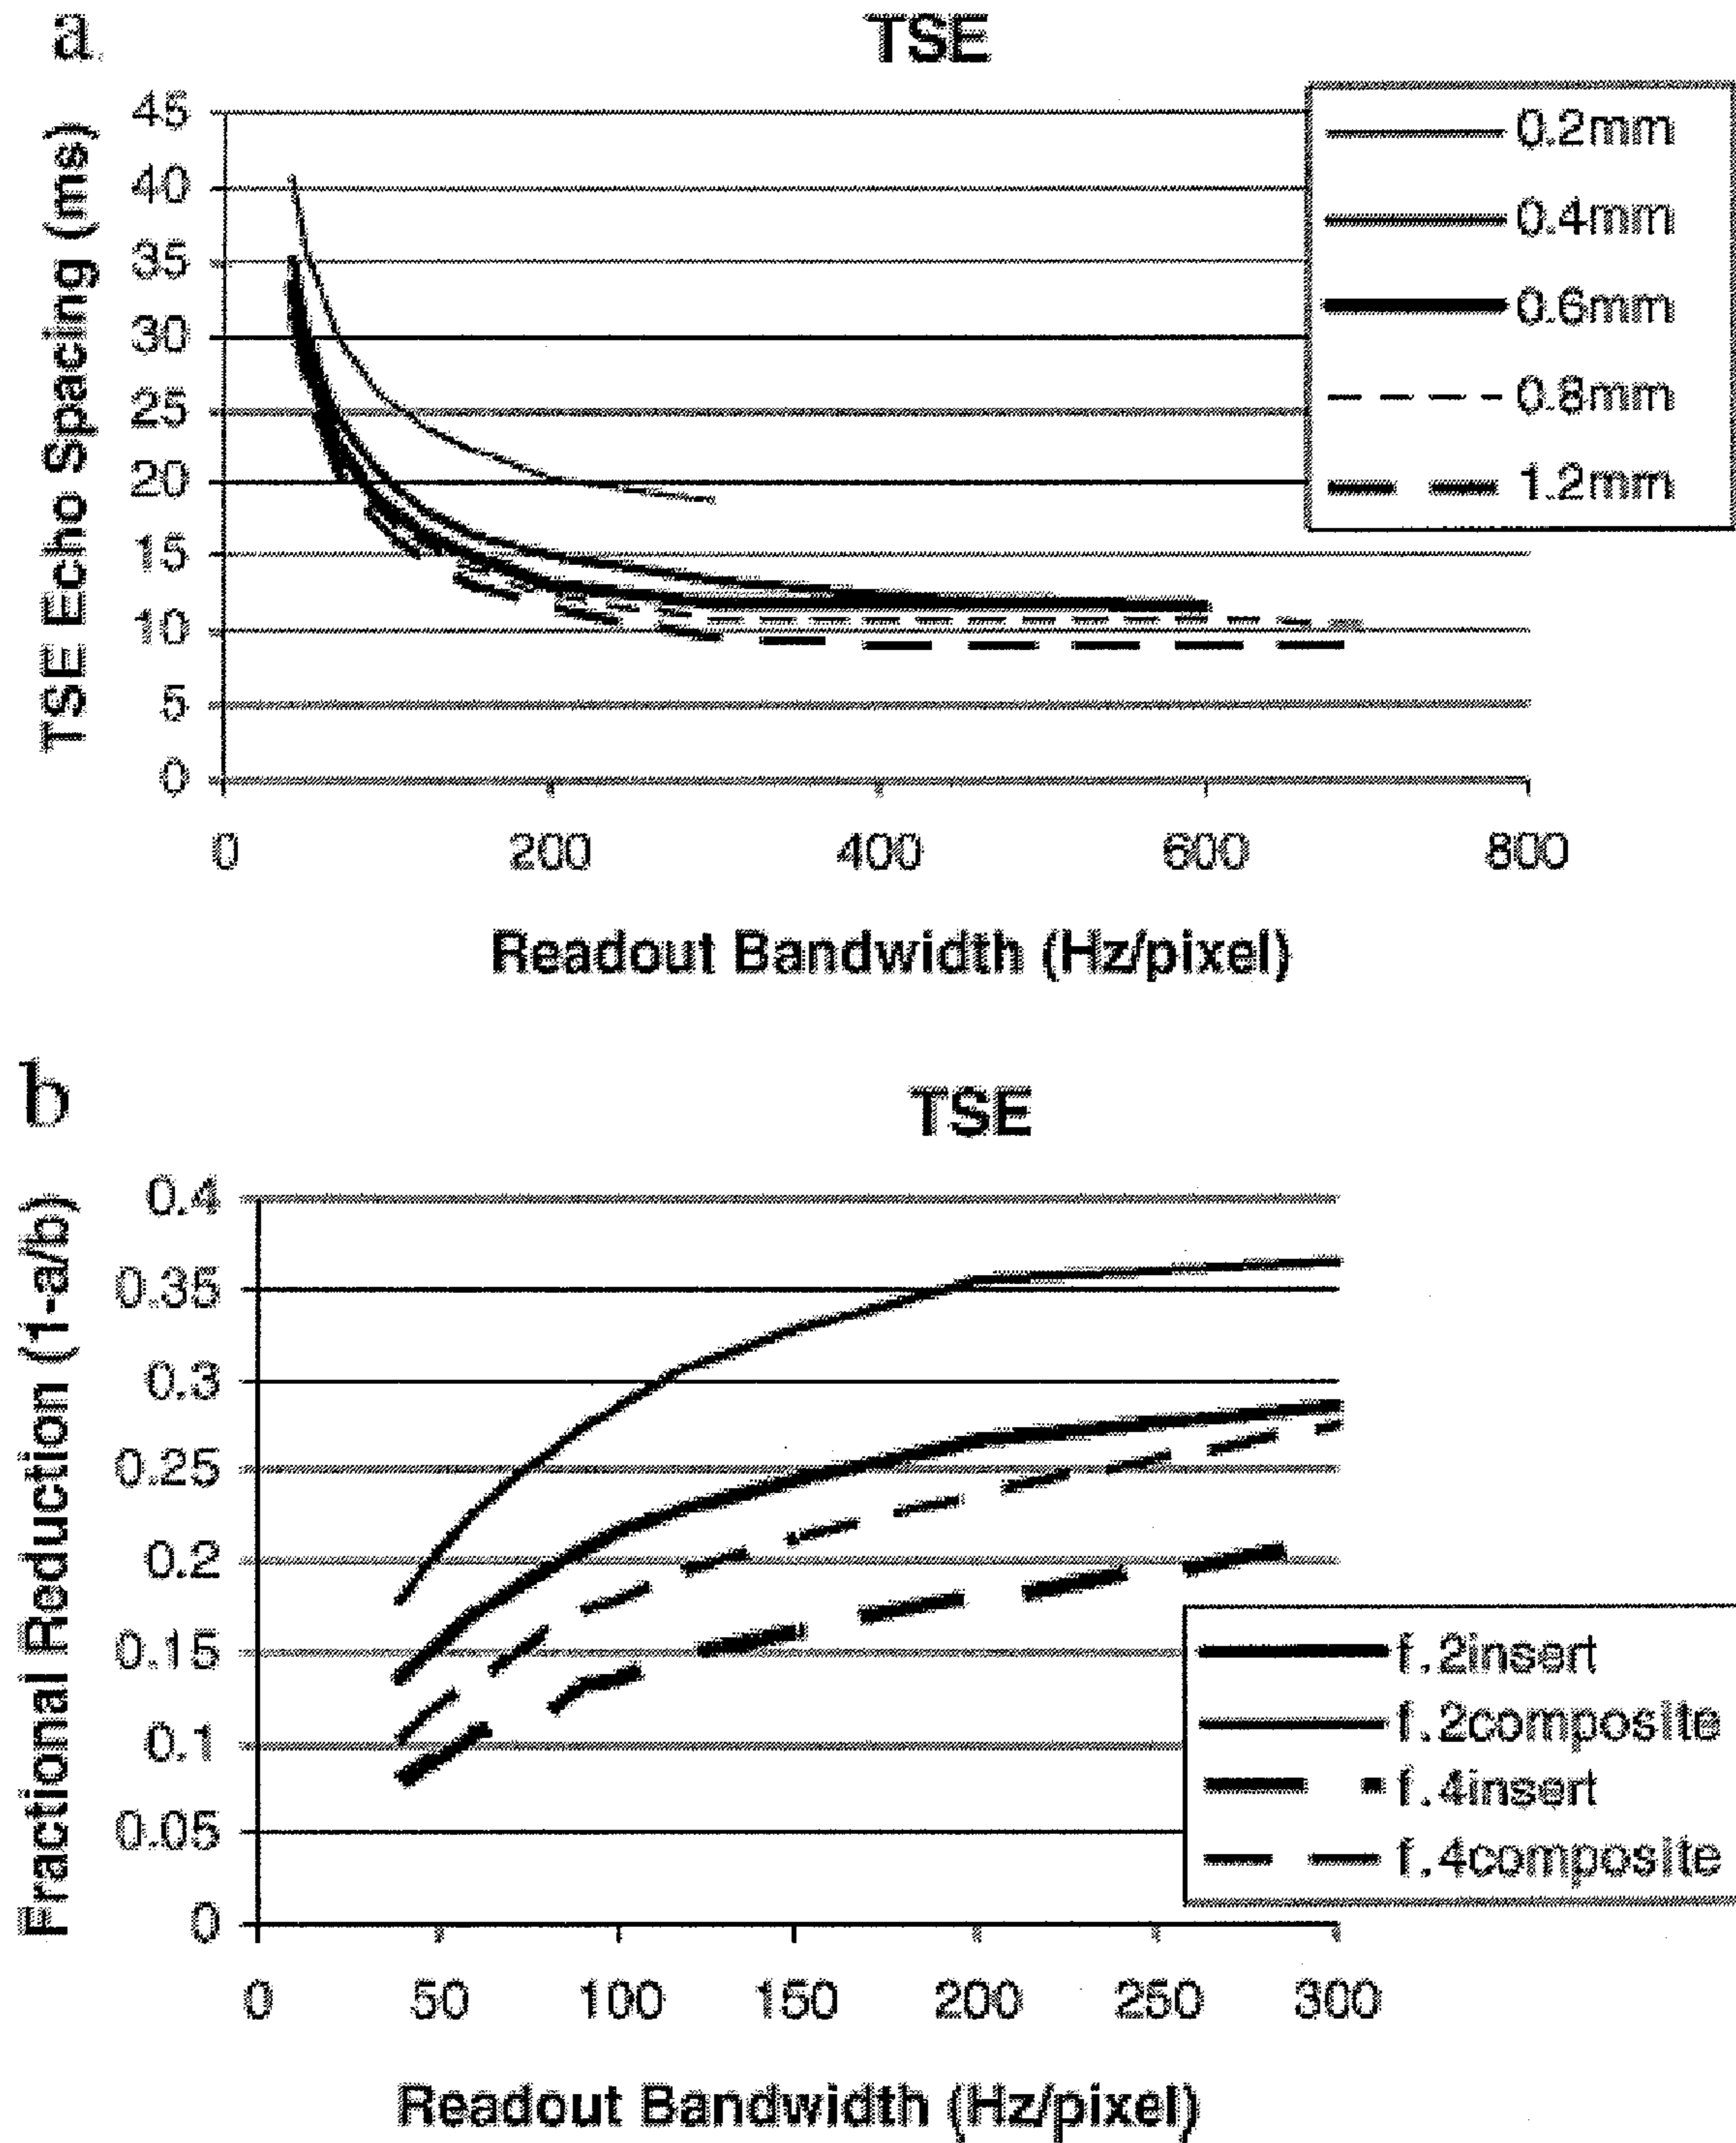 a.
TSE
TSE Echo Spacing (ms)
45
40
35
30
25
20
15
10
5
0
0 200 400 600 800
Readout Bandwidth (Hz/pixel)
0.2mm
0.4mm
0.6mm
0.8mm
1.2mm
b
TSE
Fractional Reduction (1-a/b)
0.4
0.35
0.3
0.25
0.2
0.15
0.1
0.05
0
0 50 100 150 200 250 300
Readout Bandwidth (Hz/pixel)
f.2insert
f.2composite
f.4insert
f.4composite